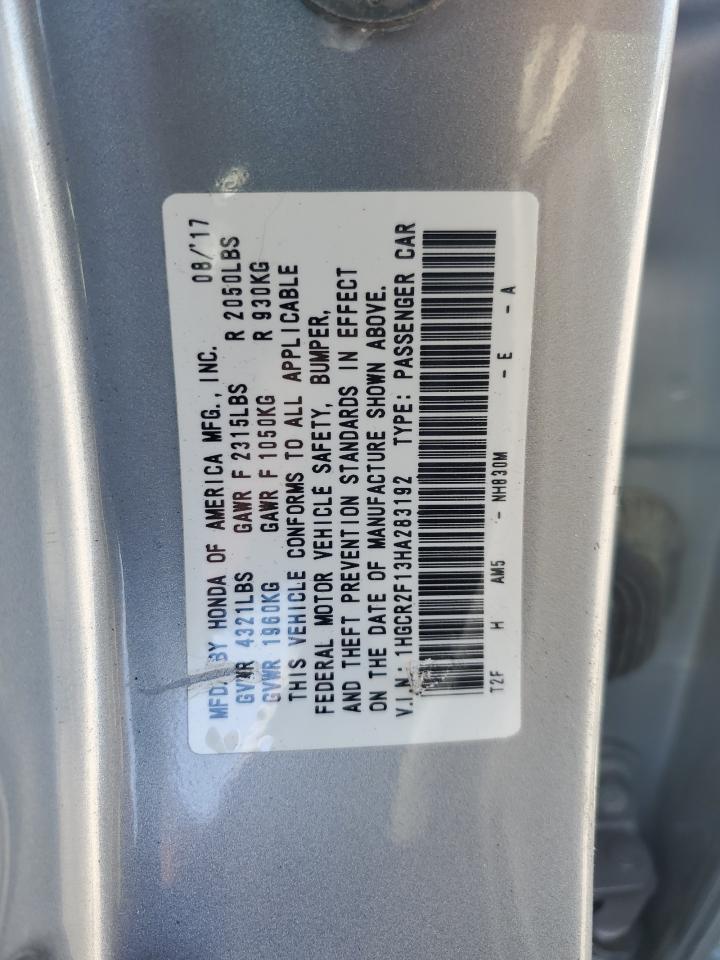 MFD. BY HONDA OF AMERICA MFG., INC. 08/'17
GVWR 4321LBS GAWR F 2315LBS R 2050LBS
GVWR 1960KG GAWR F 1050KG R 930KG
THIS VEHICLE CONFORMS TO ALL APPLICABLE
FEDERAL MOTOR VEHICLE SAFETY, BUMPER,
AND THEFT PREVENTION STANDARDS IN EFFECT
ON THE DATE OF MANUFACTURE SHOWN ABOVE.
V.I.N.: 1HGCR2F13HA283192 TYPE: PASSENGER CAR
T2F H AM5 - NH830M - E - A